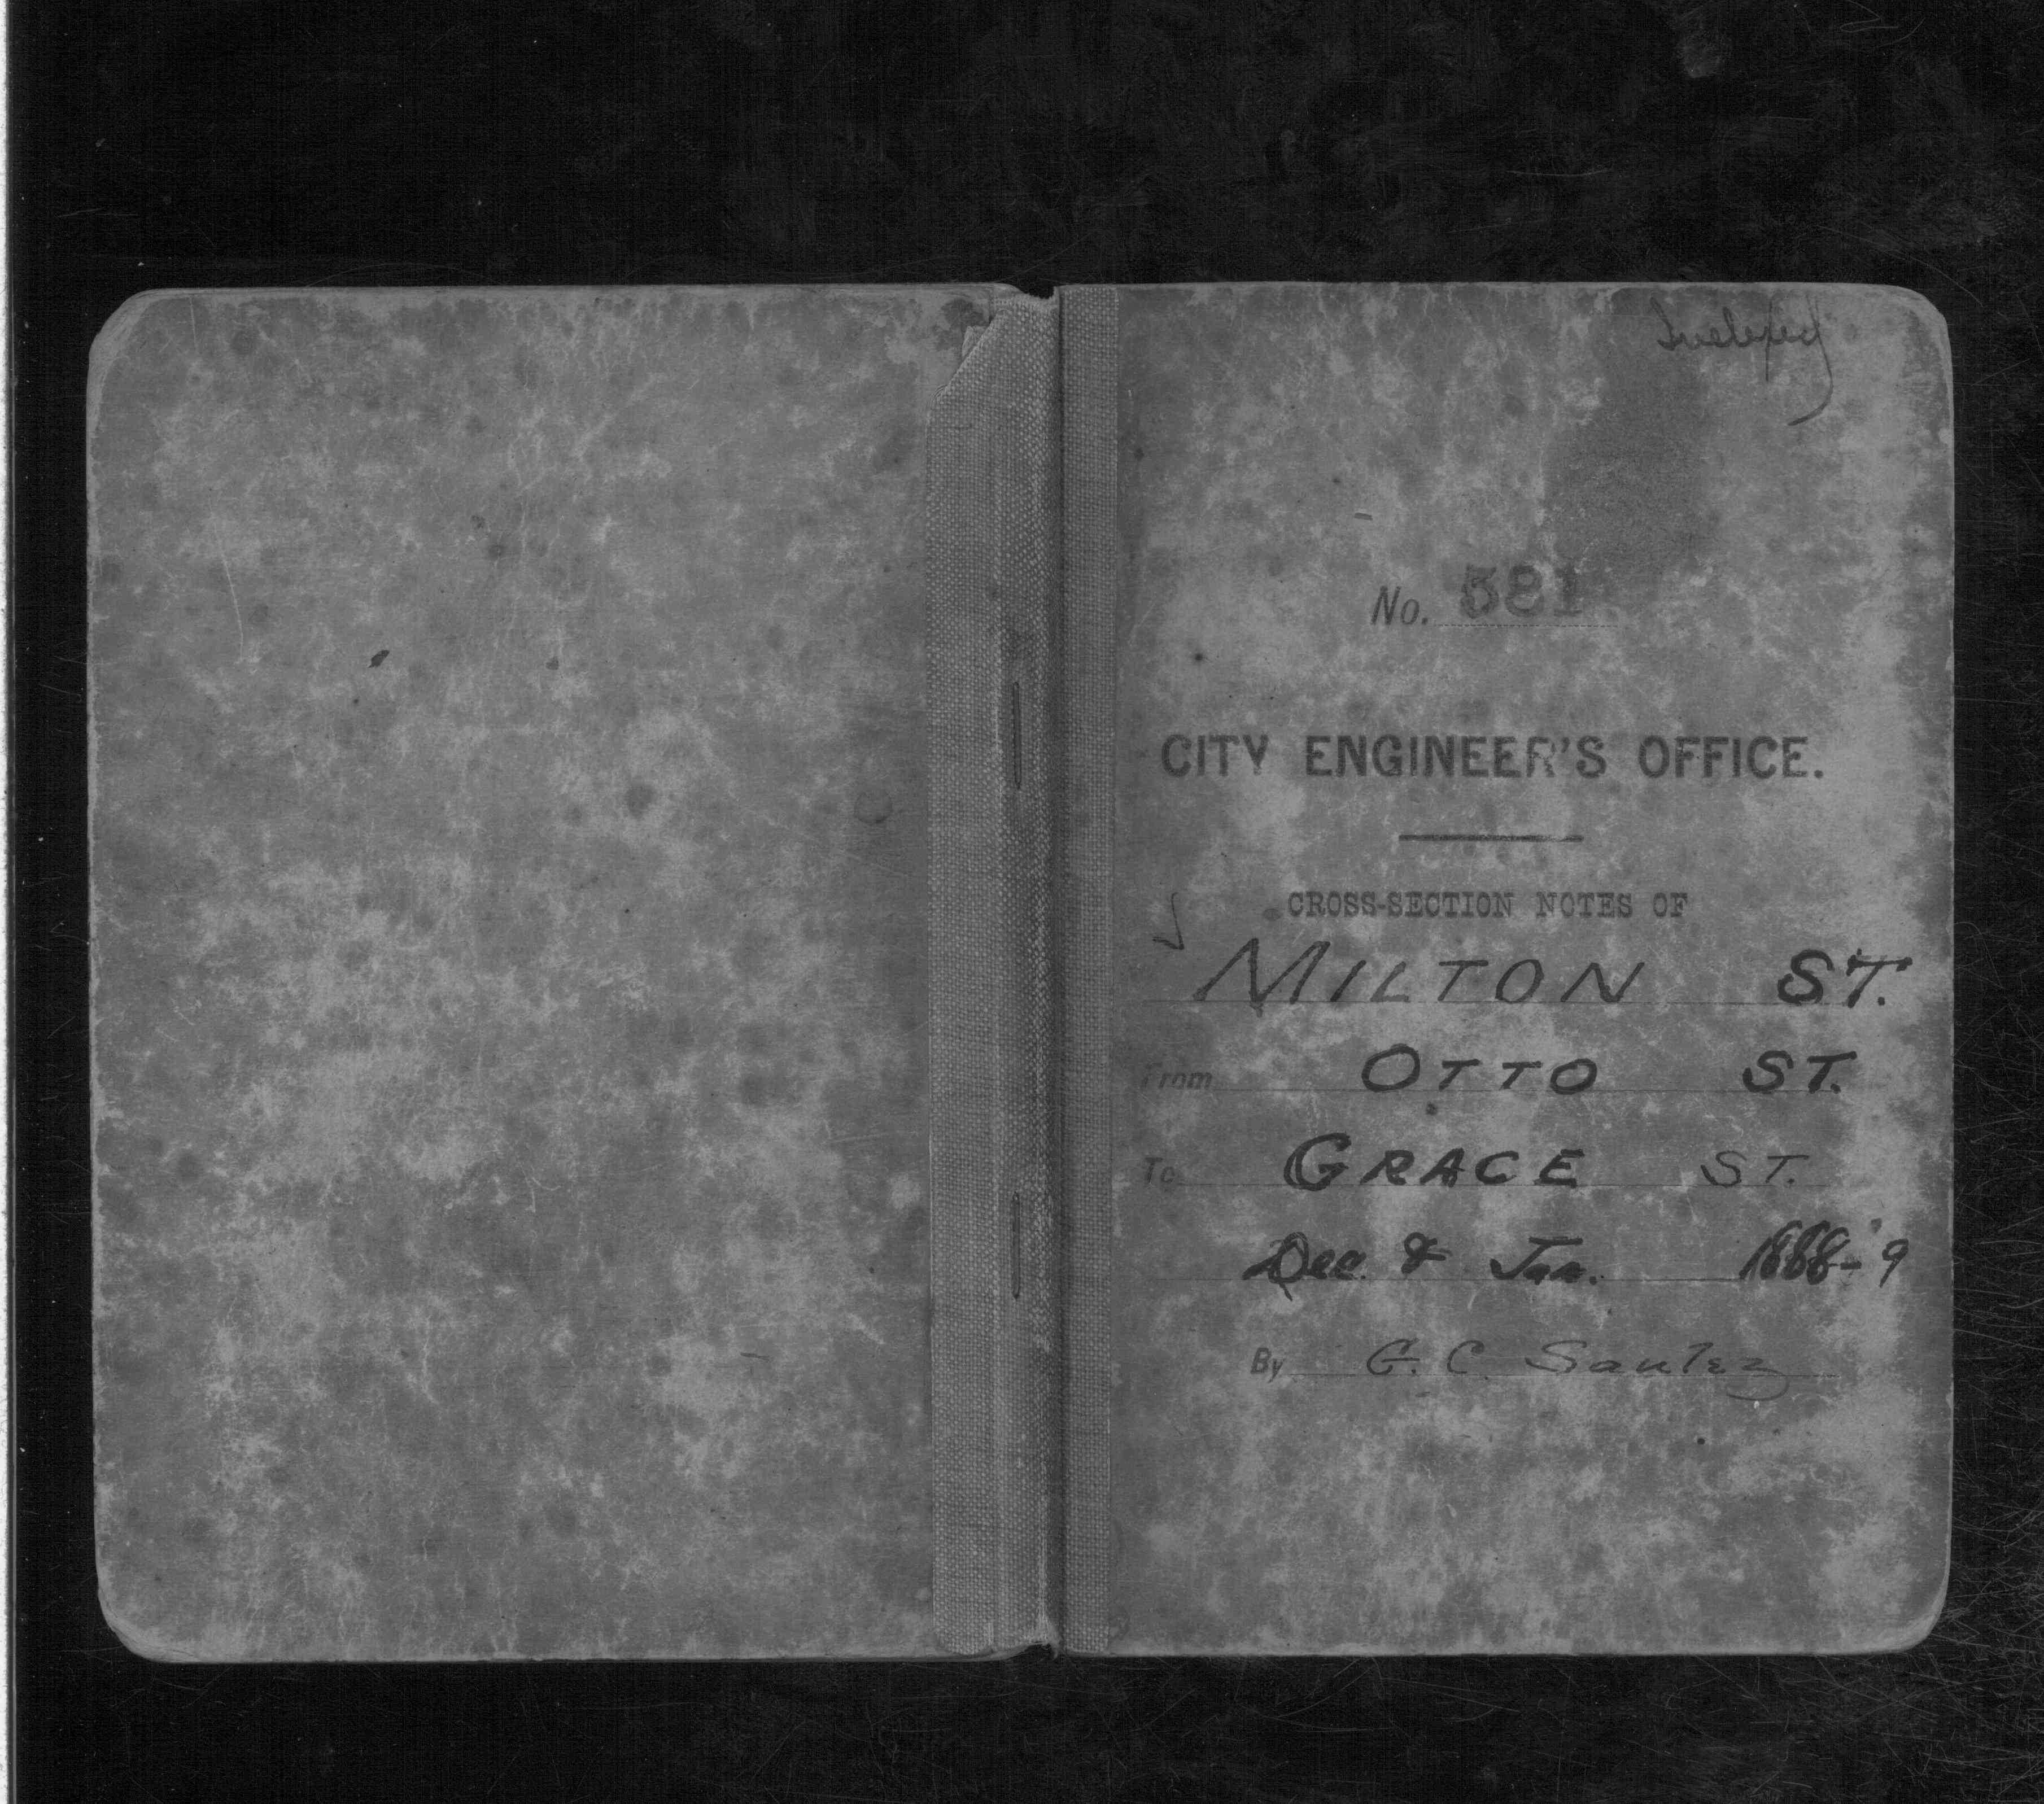 Indexed
No. 581
CITY ENGINEER'S OFFICE.
CROSS-SECTION NOTES OF
MILTON ST.
From OTTO ST.
To GRACE ST.
Dec. & Jan. 1888-'9
By G. C.